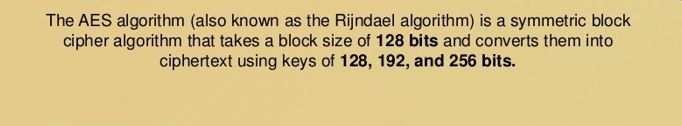 The AES algorithm (also known as the Rijndael algorithm) is a symmetric block
cipher algorithm that takes a block size of 128 bits and converts them into
ciphertext using keys of 128, 192, and 256 bits.